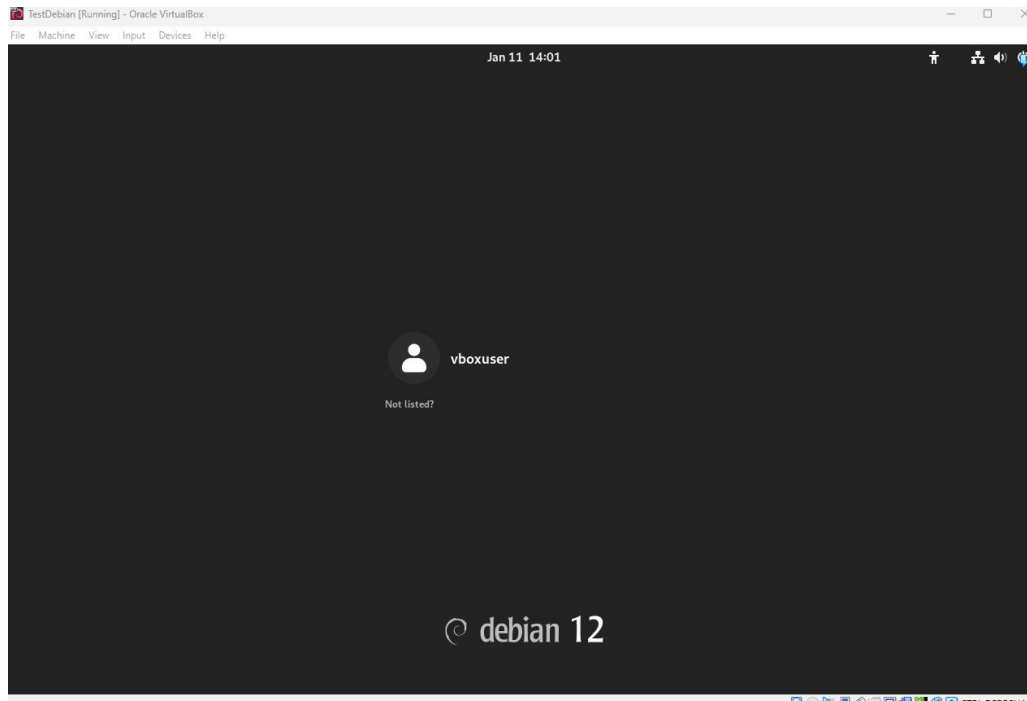 TestDebian [Running] - Oracle VirtualBox
File Machine View Input Devices Help
Jan 11 14:01
vboxuser
Not listed?
debian 12